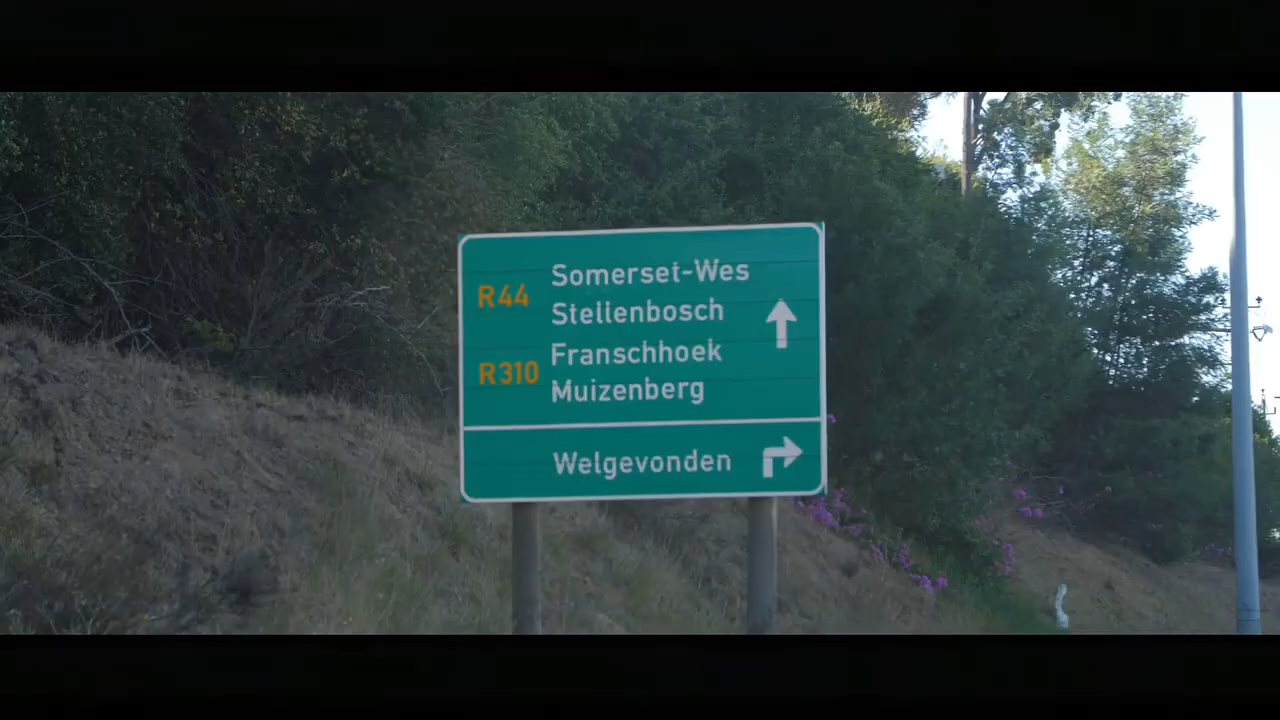 R44 Somerset-Wes
Stellenbosch
R310 Franschhoek
Muizenberg
Welgevonden